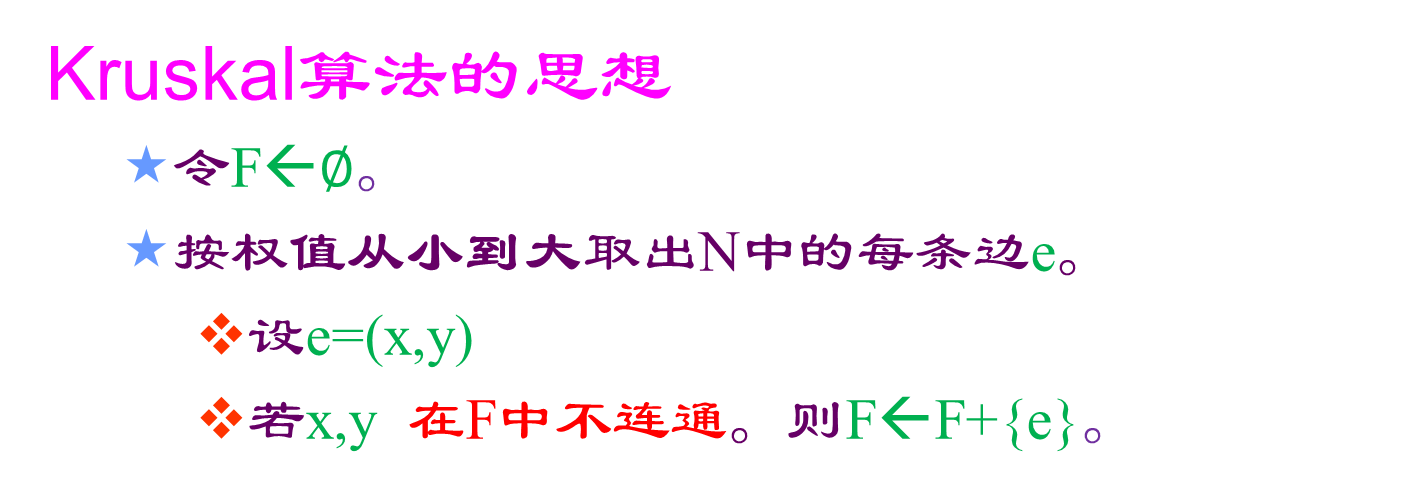 Kruskal算法的思想
★令F←∅。
★按权值从小到大取出N中的每条边e。
❖设e=(x,y)
❖若x,y 在F中不连通。则F←F+{e}。